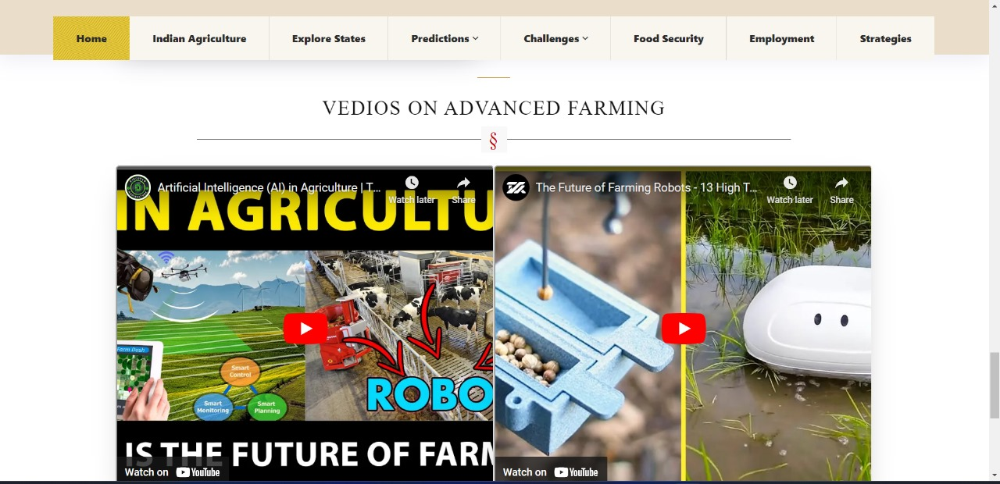 Home Indian Agriculture Explore States Predictions Challenges Food Security Employment Strategies
VEDIOS ON ADVANCED FARMING
§
Artificial Intelligence (AI) in Agriculture | T...
Watch later
Share
IN AGRICULTU
Farm Dash
Smart
Control
Smart
Monitoring
Smart
Planning
ROBO
IS THE FUTURE OF FARM
Watch on YouTube
The Future of Farming Robots - 13 High T...
Watch later
Share
Watch on YouTube